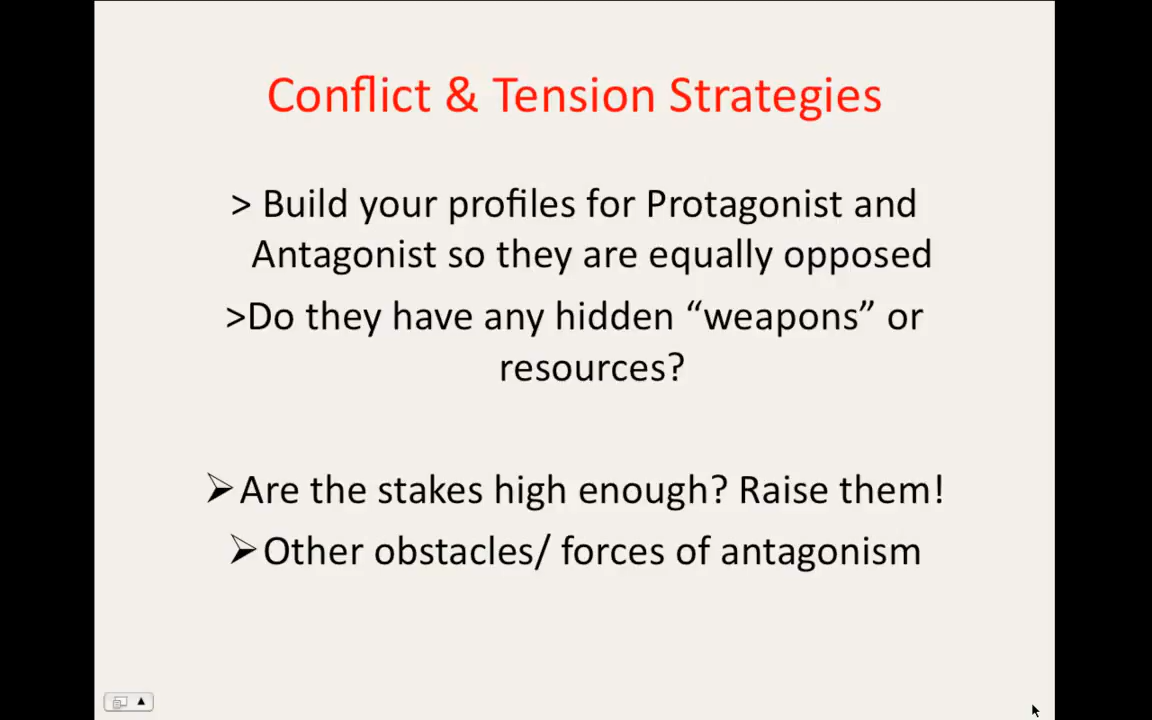 Conflict & Tension Strategies
> Build your profiles for Protagonist and
Antagonist so they are equally opposed
>Do they have any hidden “weapons” or
resources?
➢Are the stakes high enough? Raise them!
➢Other obstacles/ forces of antagonism